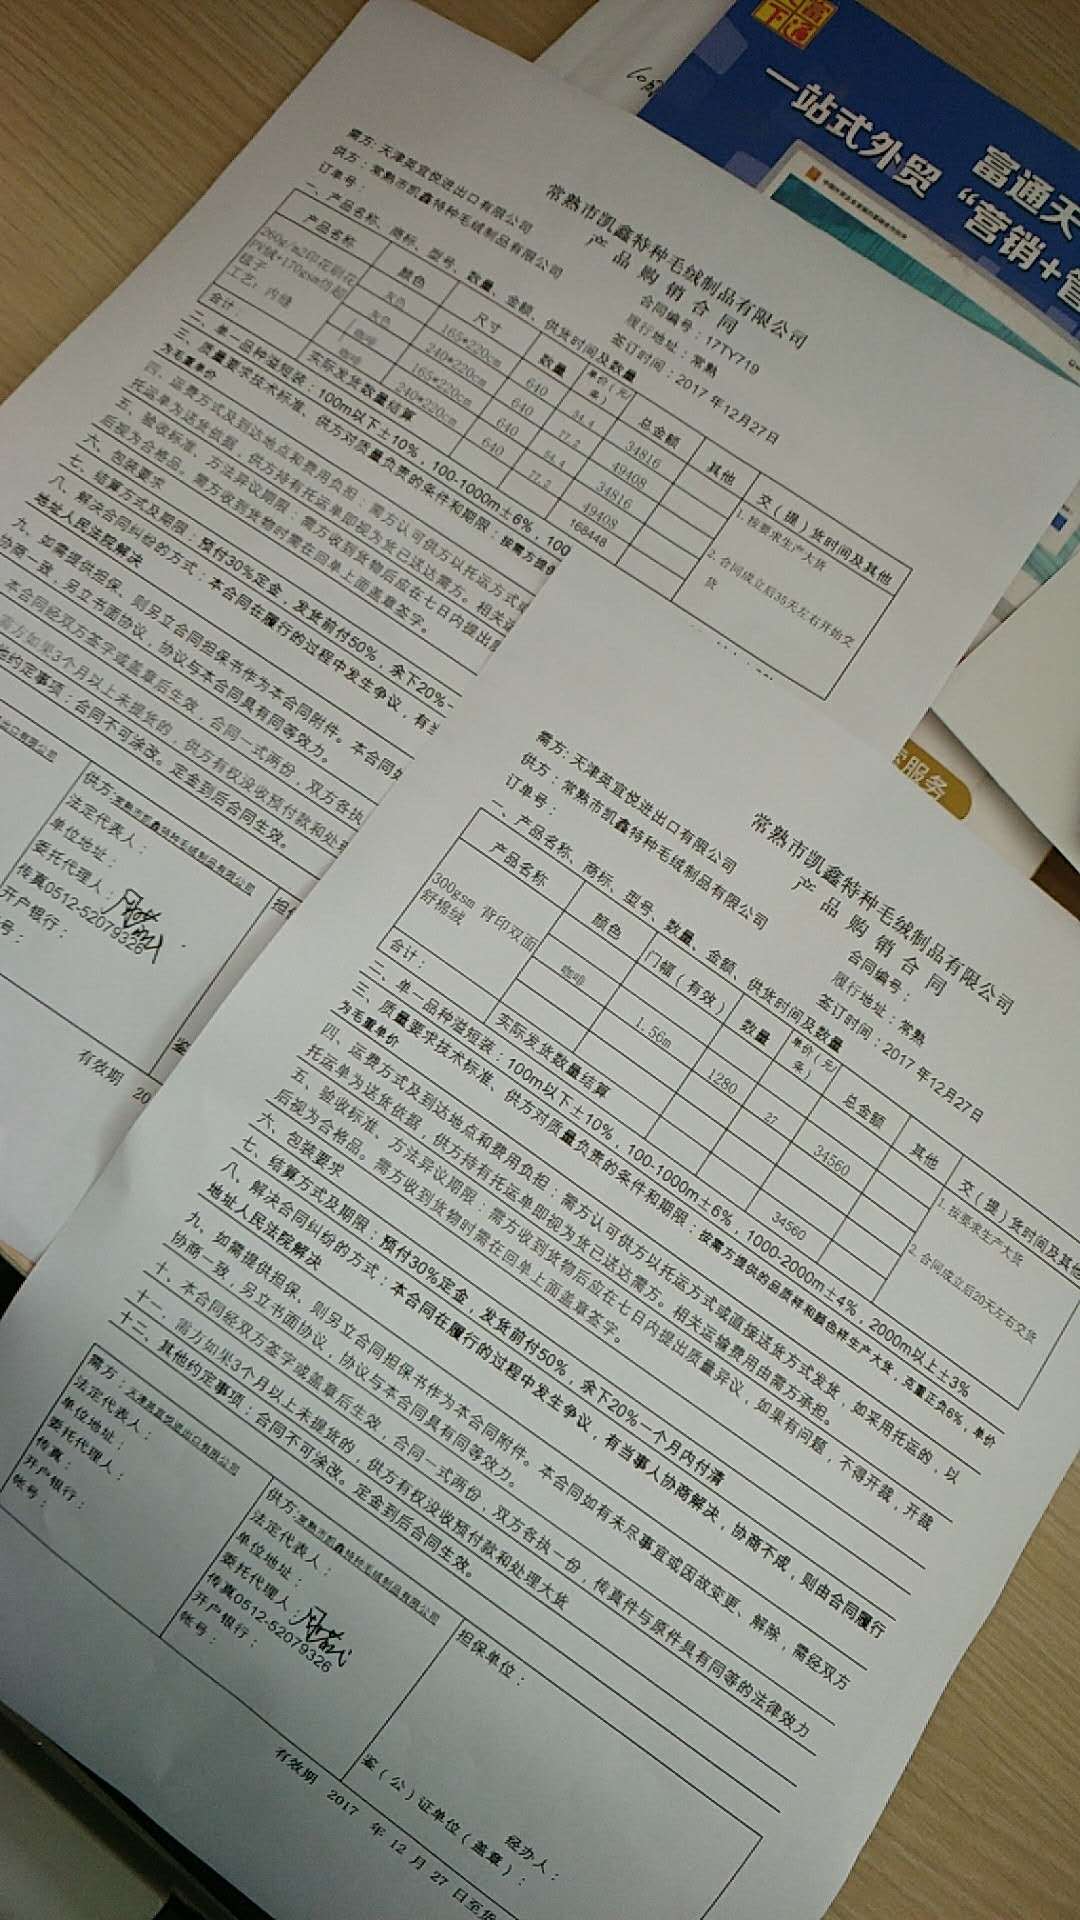 富通
天下
富通天
一站式外贸“营销+管
索服务
常熟市凯鑫特种毛绒制品有限公司
产品购销合同
需方:天津英宜悦进出口有限公司
供方:常熟市凯鑫特种毛绒制品有限公司
订单号:
合同编号:17TY719
履行地址:常熟
签订时间:2017年12月27日
一、产品名称、商标、型号、数量、金额、供货时间及数量
产品名称 颜色 尺寸 数量 单价(元/条) 总金额 其他 交(提)货时间及其他
灰色 165*220cm 640 54.4 34816
灰色 240*220cm 640 77.2 49408
咖啡 165*220cm 640 54.4 34816
咖啡 240*220cm 640 77.2 49408
毯子
工艺:内缝
1.按要求生产大货
2.合同成立后35天左右开始交货
合计: 168448
二、单一品种溢短装:100m以下±10%,100-1000m±6%,100
实际发货数量结算
三、质量要求技术标准、供方对质量负责的条件和期限:按需方提供
为毛重单价
四、运费方式及到达地点和费用负担:需方认可供方以托运方式或
托运单为送货依据,供方持有托运单即视为货已送达需方。相关运
五、验收标准、方法异议期限:需方收到货物后应在七日内提出质
后视为合格品。需方收到货物时需在回单上面盖章签字。
六、包装要求
七、结算方式及期限:预付30%定金,发货前付50%,余下20%一
八、解决合同纠纷的方式:本合同在履行的过程中发生争议,有当
地址人民法院解决
九、如需提供担保、则另立合同担保书作为本合同附件。本合同如
协商一致,另立书面协议,协议与本合同具有同等效力。
本合同经双方签字或盖章后生效,合同一式两份,双方各执
需方如果3个月以上未提货的,供方有权没收预付款和处理
他约定事项:合同不可涂改。定金到后合同生效。
出口有限公司
供方:常熟市凯鑫特种毛绒制品有限公司
法定代表人:
单位地址:
委托代理人:
传真0512-52079326
开户银行:
号:
担保
鉴
有效期 20
常熟市凯鑫特种毛绒制品有限公司
产品购销合同
需方:天津英宜悦进出口有限公司
供方:常熟市凯鑫特种毛绒制品有限公司
订单号:
合同编号:
履行地址:常熟
签订时间:2017年12月27日
一、产品名称、商标、型号、数量、金额、供货时间及数量
产品名称 颜色 门幅(有效) 数量 单价(元/条) 总金额 其他 交(提)货时间及其他
300gsm 背印双面舒棉绒 咖啡 1.56m 1280 27 34560
1.按要求生产大货
2.合同成立后20天左右交货
合计: 34560
二、单一品种溢短装:100m以下±10%,100-1000m±6%,1000-2000m±4%,2000m以上±3%
实际发货数量结算
三、质量要求技术标准、供方对质量负责的条件和期限:按需方提供的品质样和颜色样生产大货,克重正负6%,单价
为毛重单价
四、运费方式及到达地点和费用负担:需方认可供方以托运方式或直接送货方式发货,如采用托运的,以
托运单为送货依据,供方持有托运单即视为货已送达需方。相关运输费用由需方承担。
五、验收标准、方法异议期限:需方收到货物后应在七日内提出质量异议,如果有问题,不得开裁,开裁
后视为合格品。需方收到货物时需在回单上面盖章签字。
六、包装要求
七、结算方式及期限:预付30%定金,发货前付50%,余下20%一个月内付清
八、解决合同纠纷的方式:本合同在履行的过程中发生争议,有当事人协商解决,协商不成,则由合同履行
地址人民法院解决
九、如需提供担保、则另立合同担保书作为本合同附件。本合同如有未尽事宜或因故变更、解除,需经双方
协商一致,另立书面协议,协议与本合同具有同等效力。
十、本合同经双方签字或盖章后生效,合同一式两份,双方各执一份,传真件与原件具有同等的法律效力
十一、需方如果3个月以上未提货的,供方有权没收预付款和处理大货
十二、其他约定事项:合同不可涂改。定金到后合同生效。
需方:天津英宜悦进出口有限公司
法定代表人:
单位地址:
委托代理人:
传真:
开户银行:
帐号:
供方:常熟市凯鑫特种毛绒制品有限公司
法定代表人:
单位地址:
委托代理人:
传真0512-52079326
开户银行:
帐号:
担保单位:
鉴(公)证单位(盖章):
经办人:
有效期 2017 年 12 月 27 日至